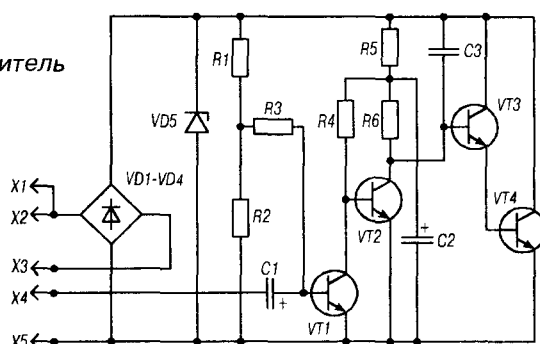 итель
R1
R5
C3
VD5
R3
R4
R6
VT3
X1
VD1-VD4
X2
R2
VT2
VT4
C2
X3
C1
X4
VT1
X5
+
+